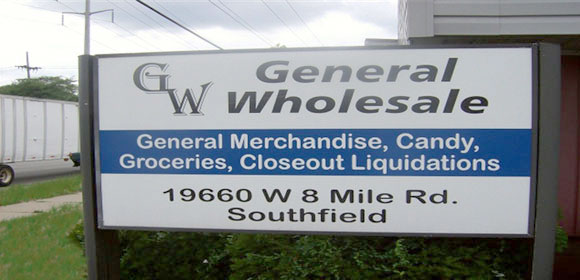 GW General
Wholesale
General Merchandise, Candy,
Groceries, Closeout Liquidations
19660 W 8 Mile Rd.
Southfield